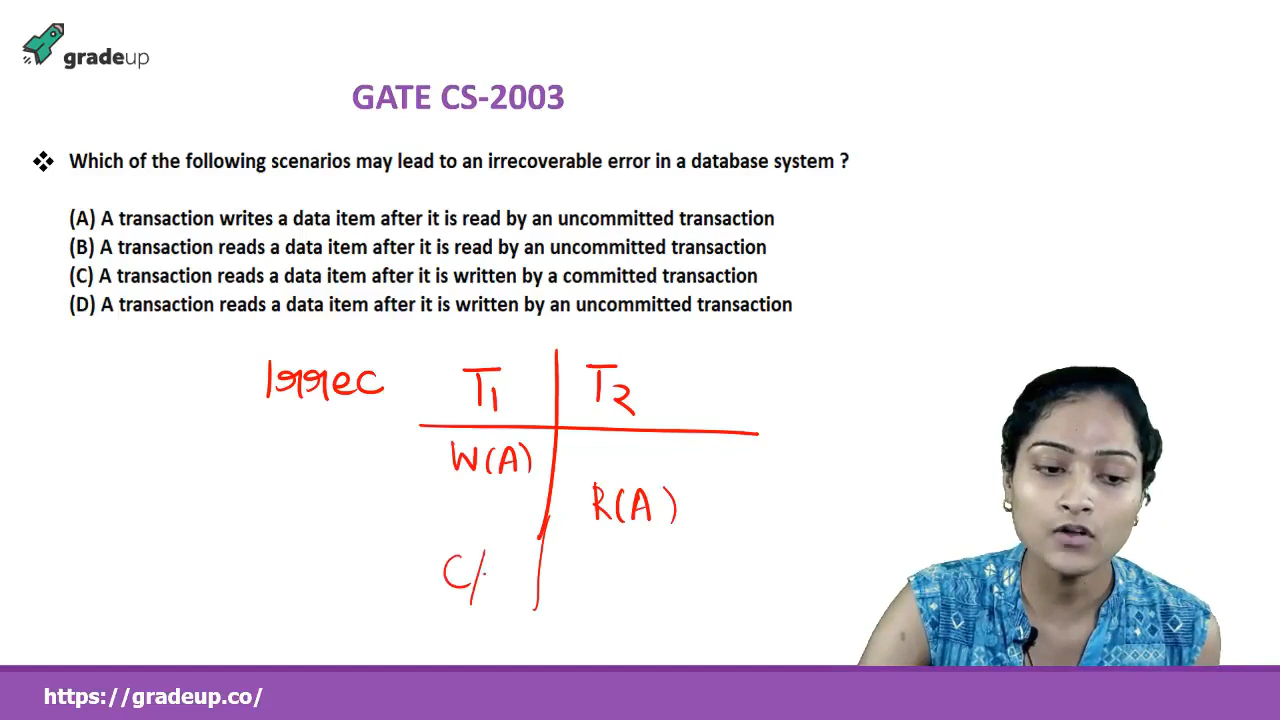 gradeup
GATE CS-2003
❖ Which of the following scenarios may lead to an irrecoverable error in a database system ?
(A) A transaction writes a data item after it is read by an uncommitted transaction
(B) A transaction reads a data item after it is read by an uncommitted transaction
(C) A transaction reads a data item after it is written by a committed transaction
(D) A transaction reads a data item after it is written by an uncommitted transaction
Irrec T1 T2
W(A)
R(A)
C/
https://gradeup.co/